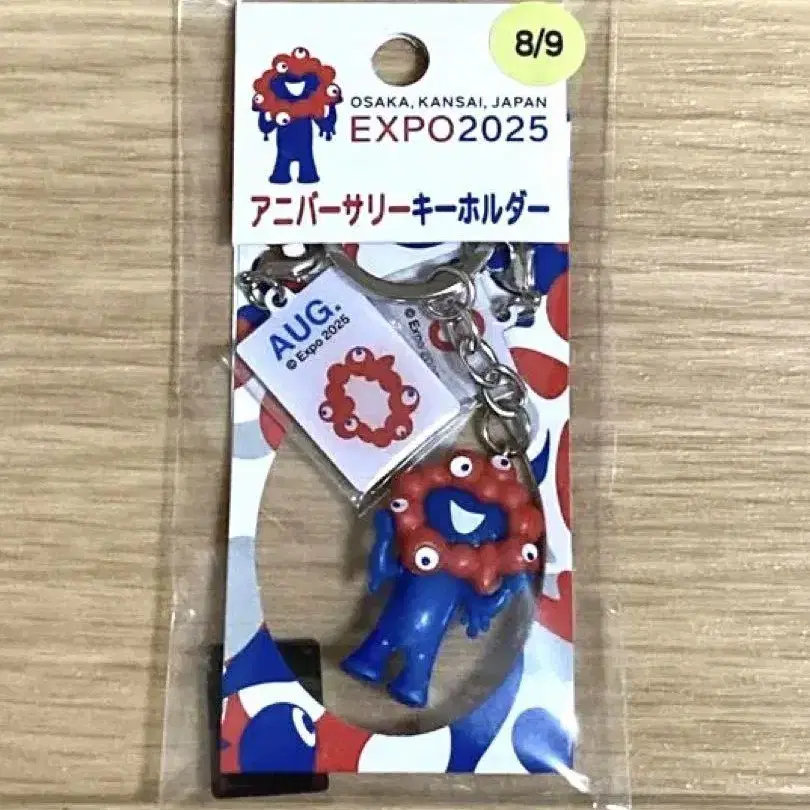 8/9
OSAKA, KANSAI, JAPAN
EXPO2025
アニバーサリーキーホルダー
AUG.
© Expo 2025